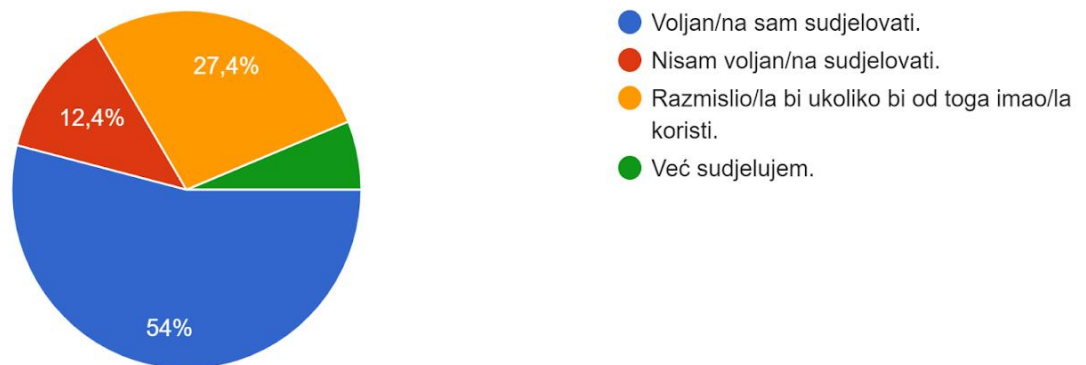 27,4%
12,4%
54%
Voljan/na sam sudjelovati.
Nisam voljan/na sudjelovati.
Razmislio/la bi ukoliko bi od toga imao/la
koristi.
Već sudjelujem.